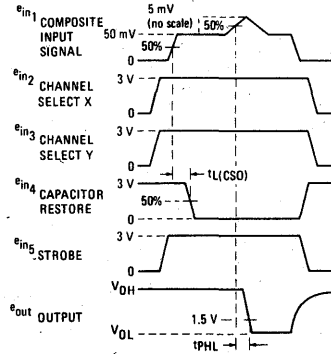 5 mV
(no scale)
ein1 COMPOSITE
INPUT
SIGNAL
50 mV
50%
50%
0
ein2 CHANNEL
SELECT X
3 V
0
ein3 CHANNEL
SELECT Y
3 V
0
tL(CSO)
ein4 CAPACITOR
RESTORE
3 V
50%
0
ein5 STROBE
3 V
0
eout OUTPUT
VOH
1.5 V
VOL
tPHL